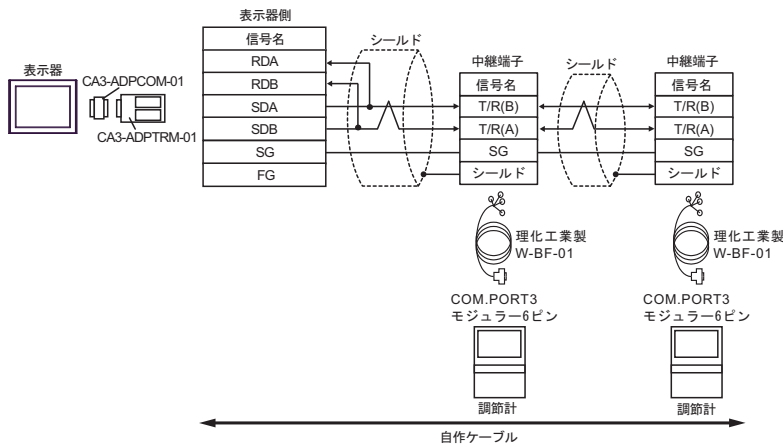 表示器
CA3-ADPCOM-01
CA3-ADPTRM-01
表示器側
信号名
RDA
RDB
SDA
SDB
SG
FG
シールド
中継端子
信号名
T/R(B)
T/R(A)
SG
シールド
シールド
中継端子
信号名
T/R(B)
T/R(A)
SG
シールド
理化工業製
W-BF-01
COM.PORT3
モジュラー6ピン
調節計
理化工業製
W-BF-01
COM.PORT3
モジュラー6ピン
調節計
自作ケーブル